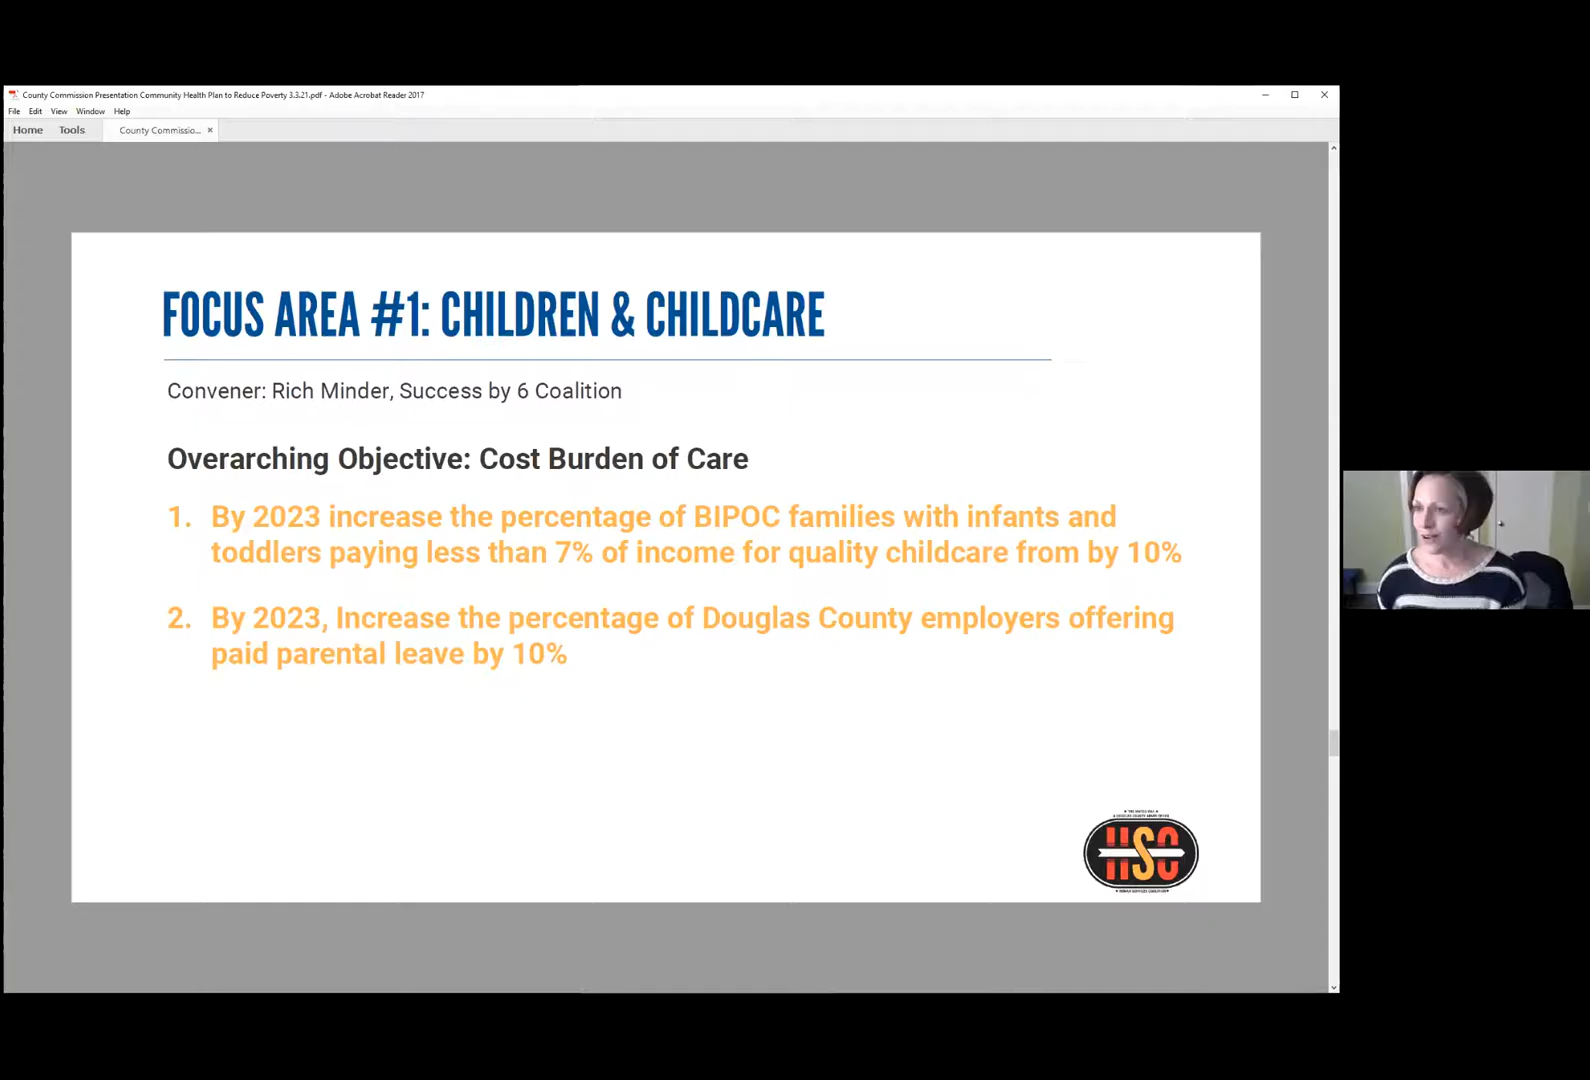 County Commission Presentation Community Health Plan to Reduce Poverty 3.3.21.pdf - Adobe Acrobat Reader 2017
File Edit View Window Help
Home Tools County Commissio... ×
FOCUS AREA #1: CHILDREN & CHILDCARE
Convener: Rich Minder, Success by 6 Coalition
Overarching Objective: Cost Burden of Care
1. By 2023 increase the percentage of BIPOC families with infants and
toddlers paying less than 7% of income for quality childcare from by 10%
2. By 2023, Increase the percentage of Douglas County employers offering
paid parental leave by 10%
HSC